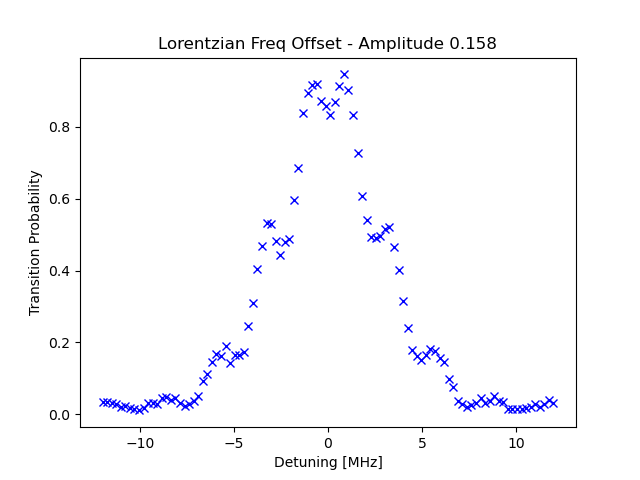 Lorentzian Freq Offset - Amplitude 0.158
Transition Probability
0.8
0.6
0.4
0.2
0.0
−10 −5 0 5 10
Detuning [MHz]